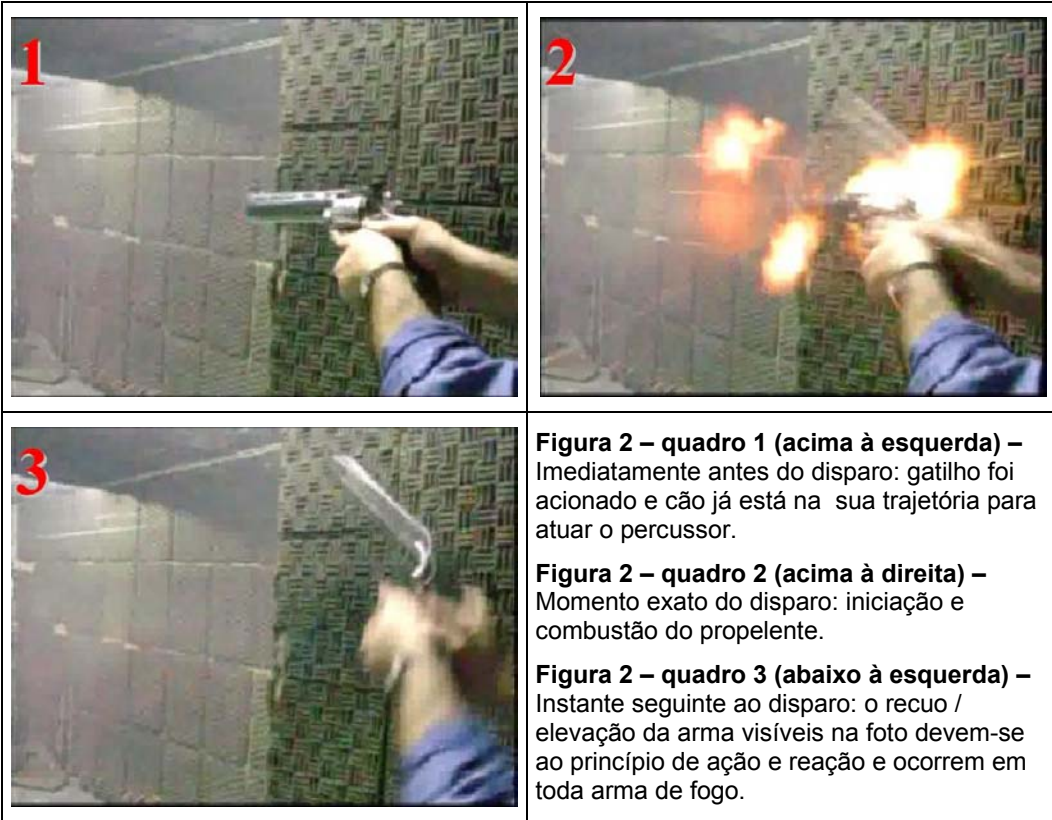 1
2
3
Figura 2 – quadro 1 (acima à esquerda) –
Imediatamente antes do disparo: gatilho foi
acionado e cão já está na sua trajetória para
atuar o percussor.
Figura 2 – quadro 2 (acima à direita) –
Momento exato do disparo: iniciação e
combustão do propelente.
Figura 2 – quadro 3 (abaixo à esquerda) –
Instante seguinte ao disparo: o recuo /
elevação da arma visíveis na foto devem-se
ao princípio de ação e reação e ocorrem em
toda arma de fogo.